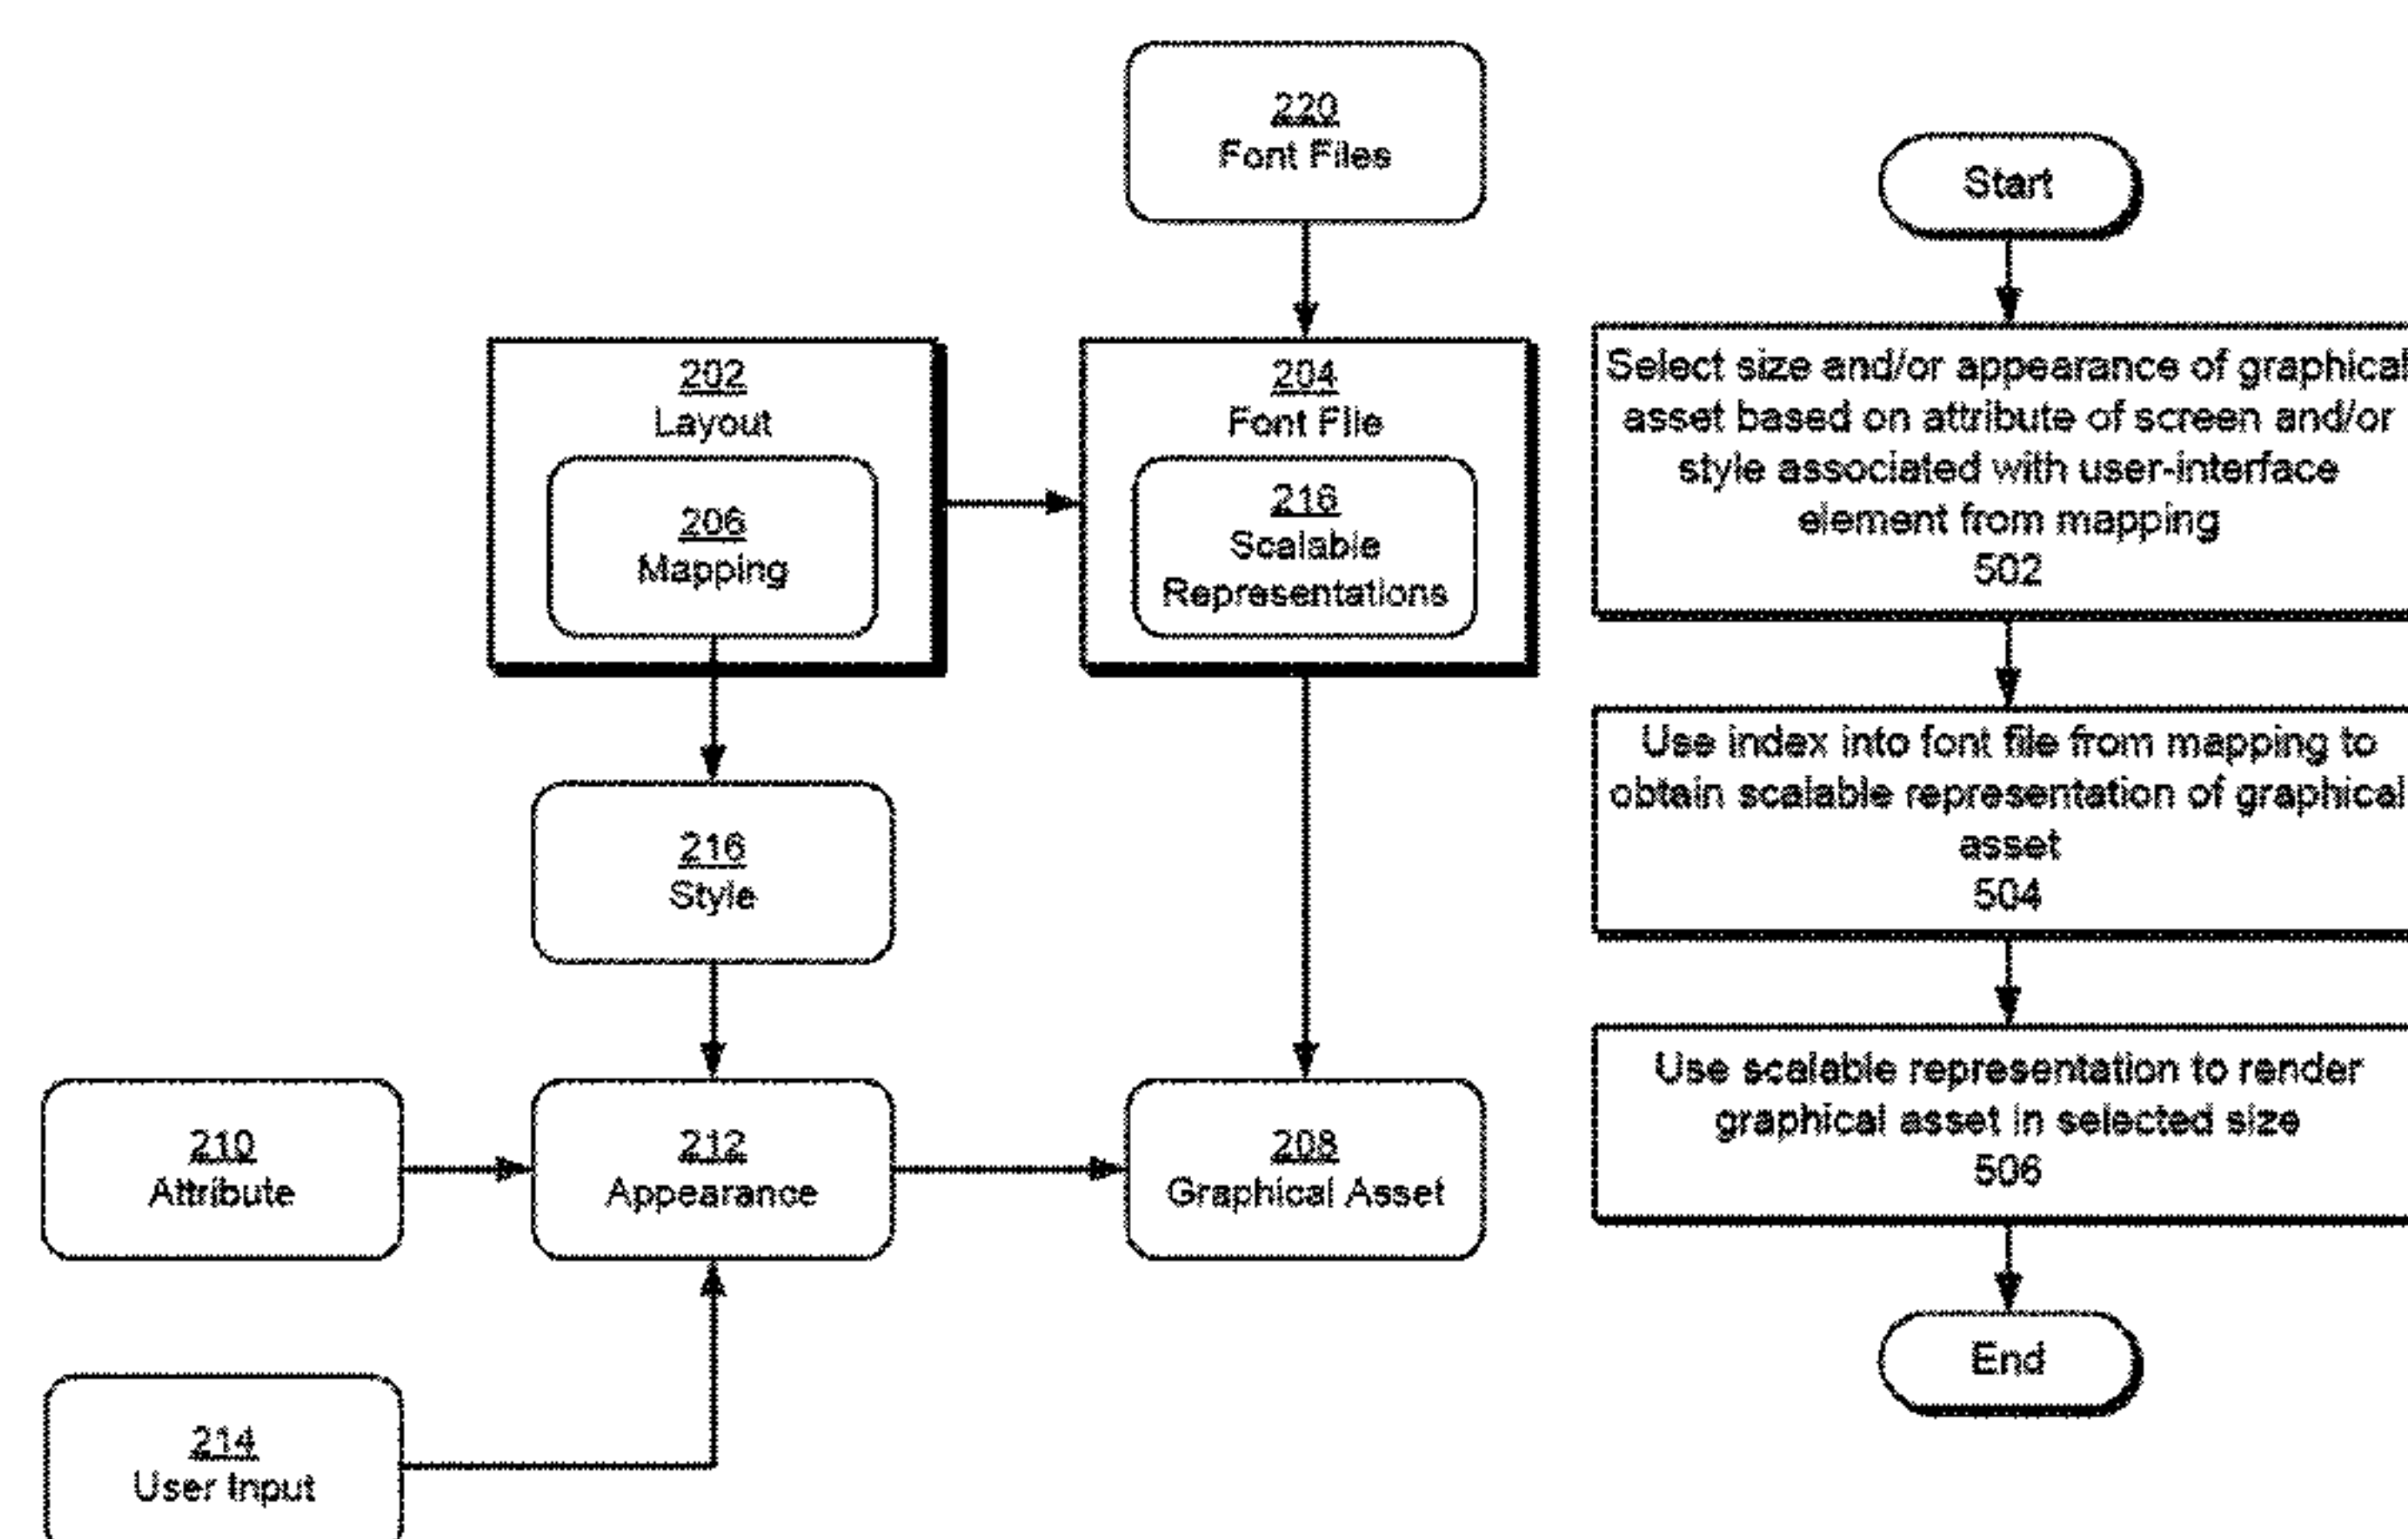 220
Font Files
202
Layout
206
Mapping
204
Font File
216
Scalable
Representations
216
Style
210
Attribute
212
Appearance
208
Graphical Asset
214
User Input
Start
Select size and/or appearance of graphical
asset based on attribute of screen and/or
style associated with user-interface
element from mapping
502
Use index into font file from mapping to
obtain scalable representation of graphical
asset
504
Use scalable representation to render
graphical asset in selected size
506
End